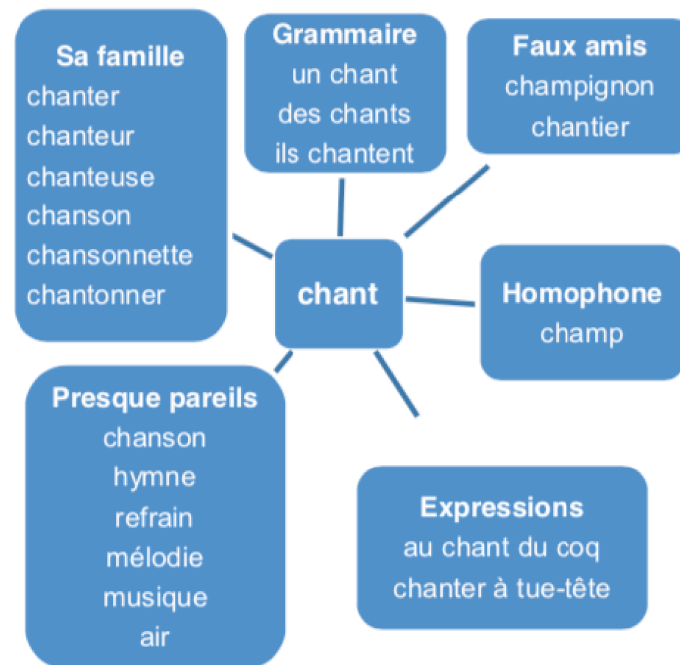 Sa famille
chanter
chanteur
chanteuse
chanson
chansonnette
chantonner
Grammaire
un chant
des chants
ils chantent
Faux amis
champignon
chantier
chant
Homophone
champ
Presque pareils
chanson
hymne
refrain
mélodie
musique
air
Expressions
au chant du coq
chanter à tue-tête